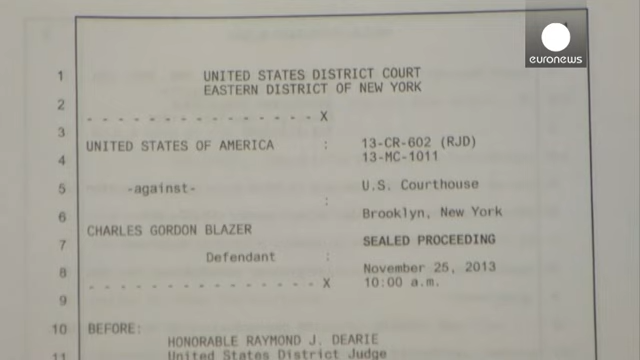 euronews
1 UNITED STATES DISTRICT COURT
EASTERN DISTRICT OF NEW YORK
2
- - - - - - - - - - - - - - - X
3
UNITED STATES OF AMERICA : 13-CR-602 (RJD)
4 13-MC-1011
5 -against- U.S. Courthouse
:
6 Brooklyn, New York
CHARLES GORDON BLAZER
7 SEALED PROCEEDING
Defendant :
8 November 25, 2013
- - - - - - - - - - - - - - - X 10:00 a.m.
9
10 BEFORE:
HONORABLE RAYMOND J. DEARIE
11 United States District Judge